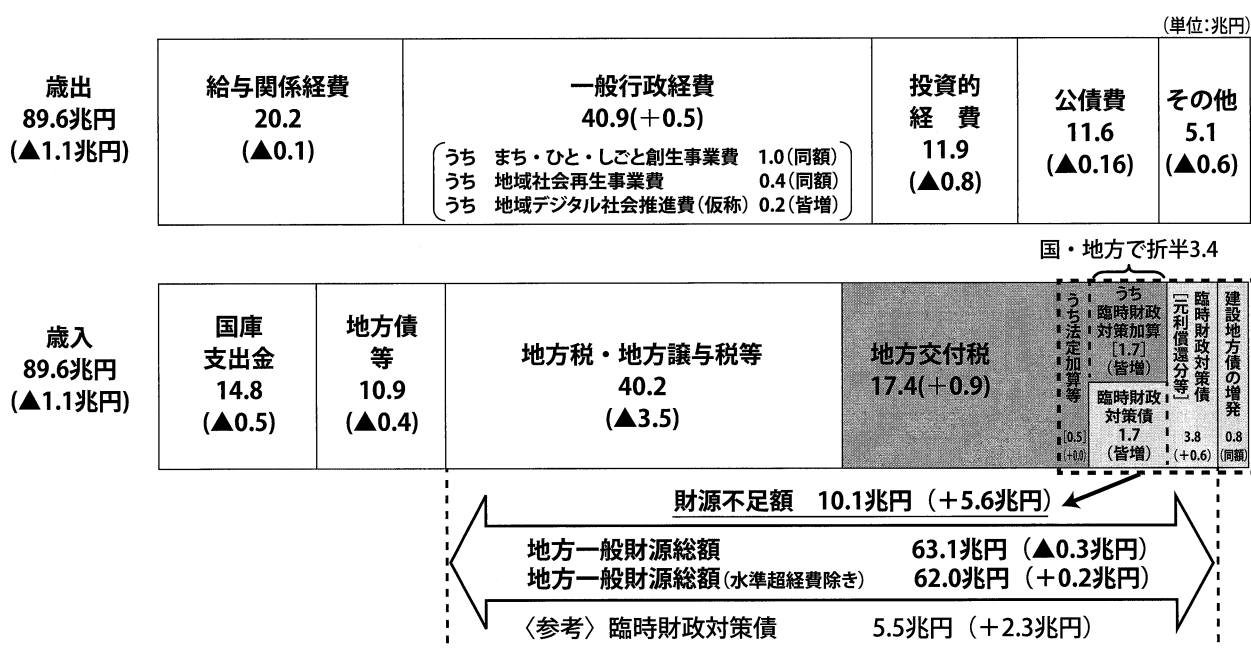 (単位:兆円)
歳出
89.6兆円
(▲1.1兆円)
給与関係経費
20.2
(▲0.1)
一般行政経費
40.9(+0.5)
うち まち・ひと・しごと創生事業費 1.0(同額)
うち 地域社会再生事業費 0.4(同額)
うち 地域デジタル社会推進費(仮称) 0.2(皆増)
投資的
経 費
11.9
(▲0.8)
公債費
11.6
(▲0.16)
その他
5.1
(▲0.6)
国・地方で折半3.4
歳入
89.6兆円
(▲1.1兆円)
国庫
支出金
14.8
(▲0.5)
地方債
等
10.9
(▲0.4)
地方税・地方譲与税等
40.2
(▲3.5)
地方交付税
17.4(+0.9)
うち法定加算等
[0.5]
(+0.0)
うち
臨時財政
対策加算
[1.7]
(皆増)
臨時財政
対策債
1.7
(皆増)
臨時財政対策債
[元利償還分等]
3.8
(+0.6)
建設地方債の増発
0.8
(同額)
財源不足額 10.1兆円(+5.6兆円)
地方一般財源総額 63.1兆円(▲0.3兆円)
地方一般財源総額(水準超経費除き) 62.0兆円(+0.2兆円)
〈参考〉臨時財政対策債 5.5兆円(+2.3兆円)